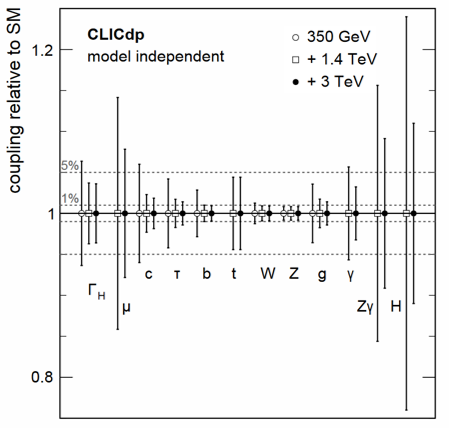 coupling relative to SM
1.2
1
0.8
CLICdp
model independent
350 GeV
+ 1.4 TeV
+ 3 TeV
5%
1%
c τ b t W Z g γ
Γ_H
μ Zγ H